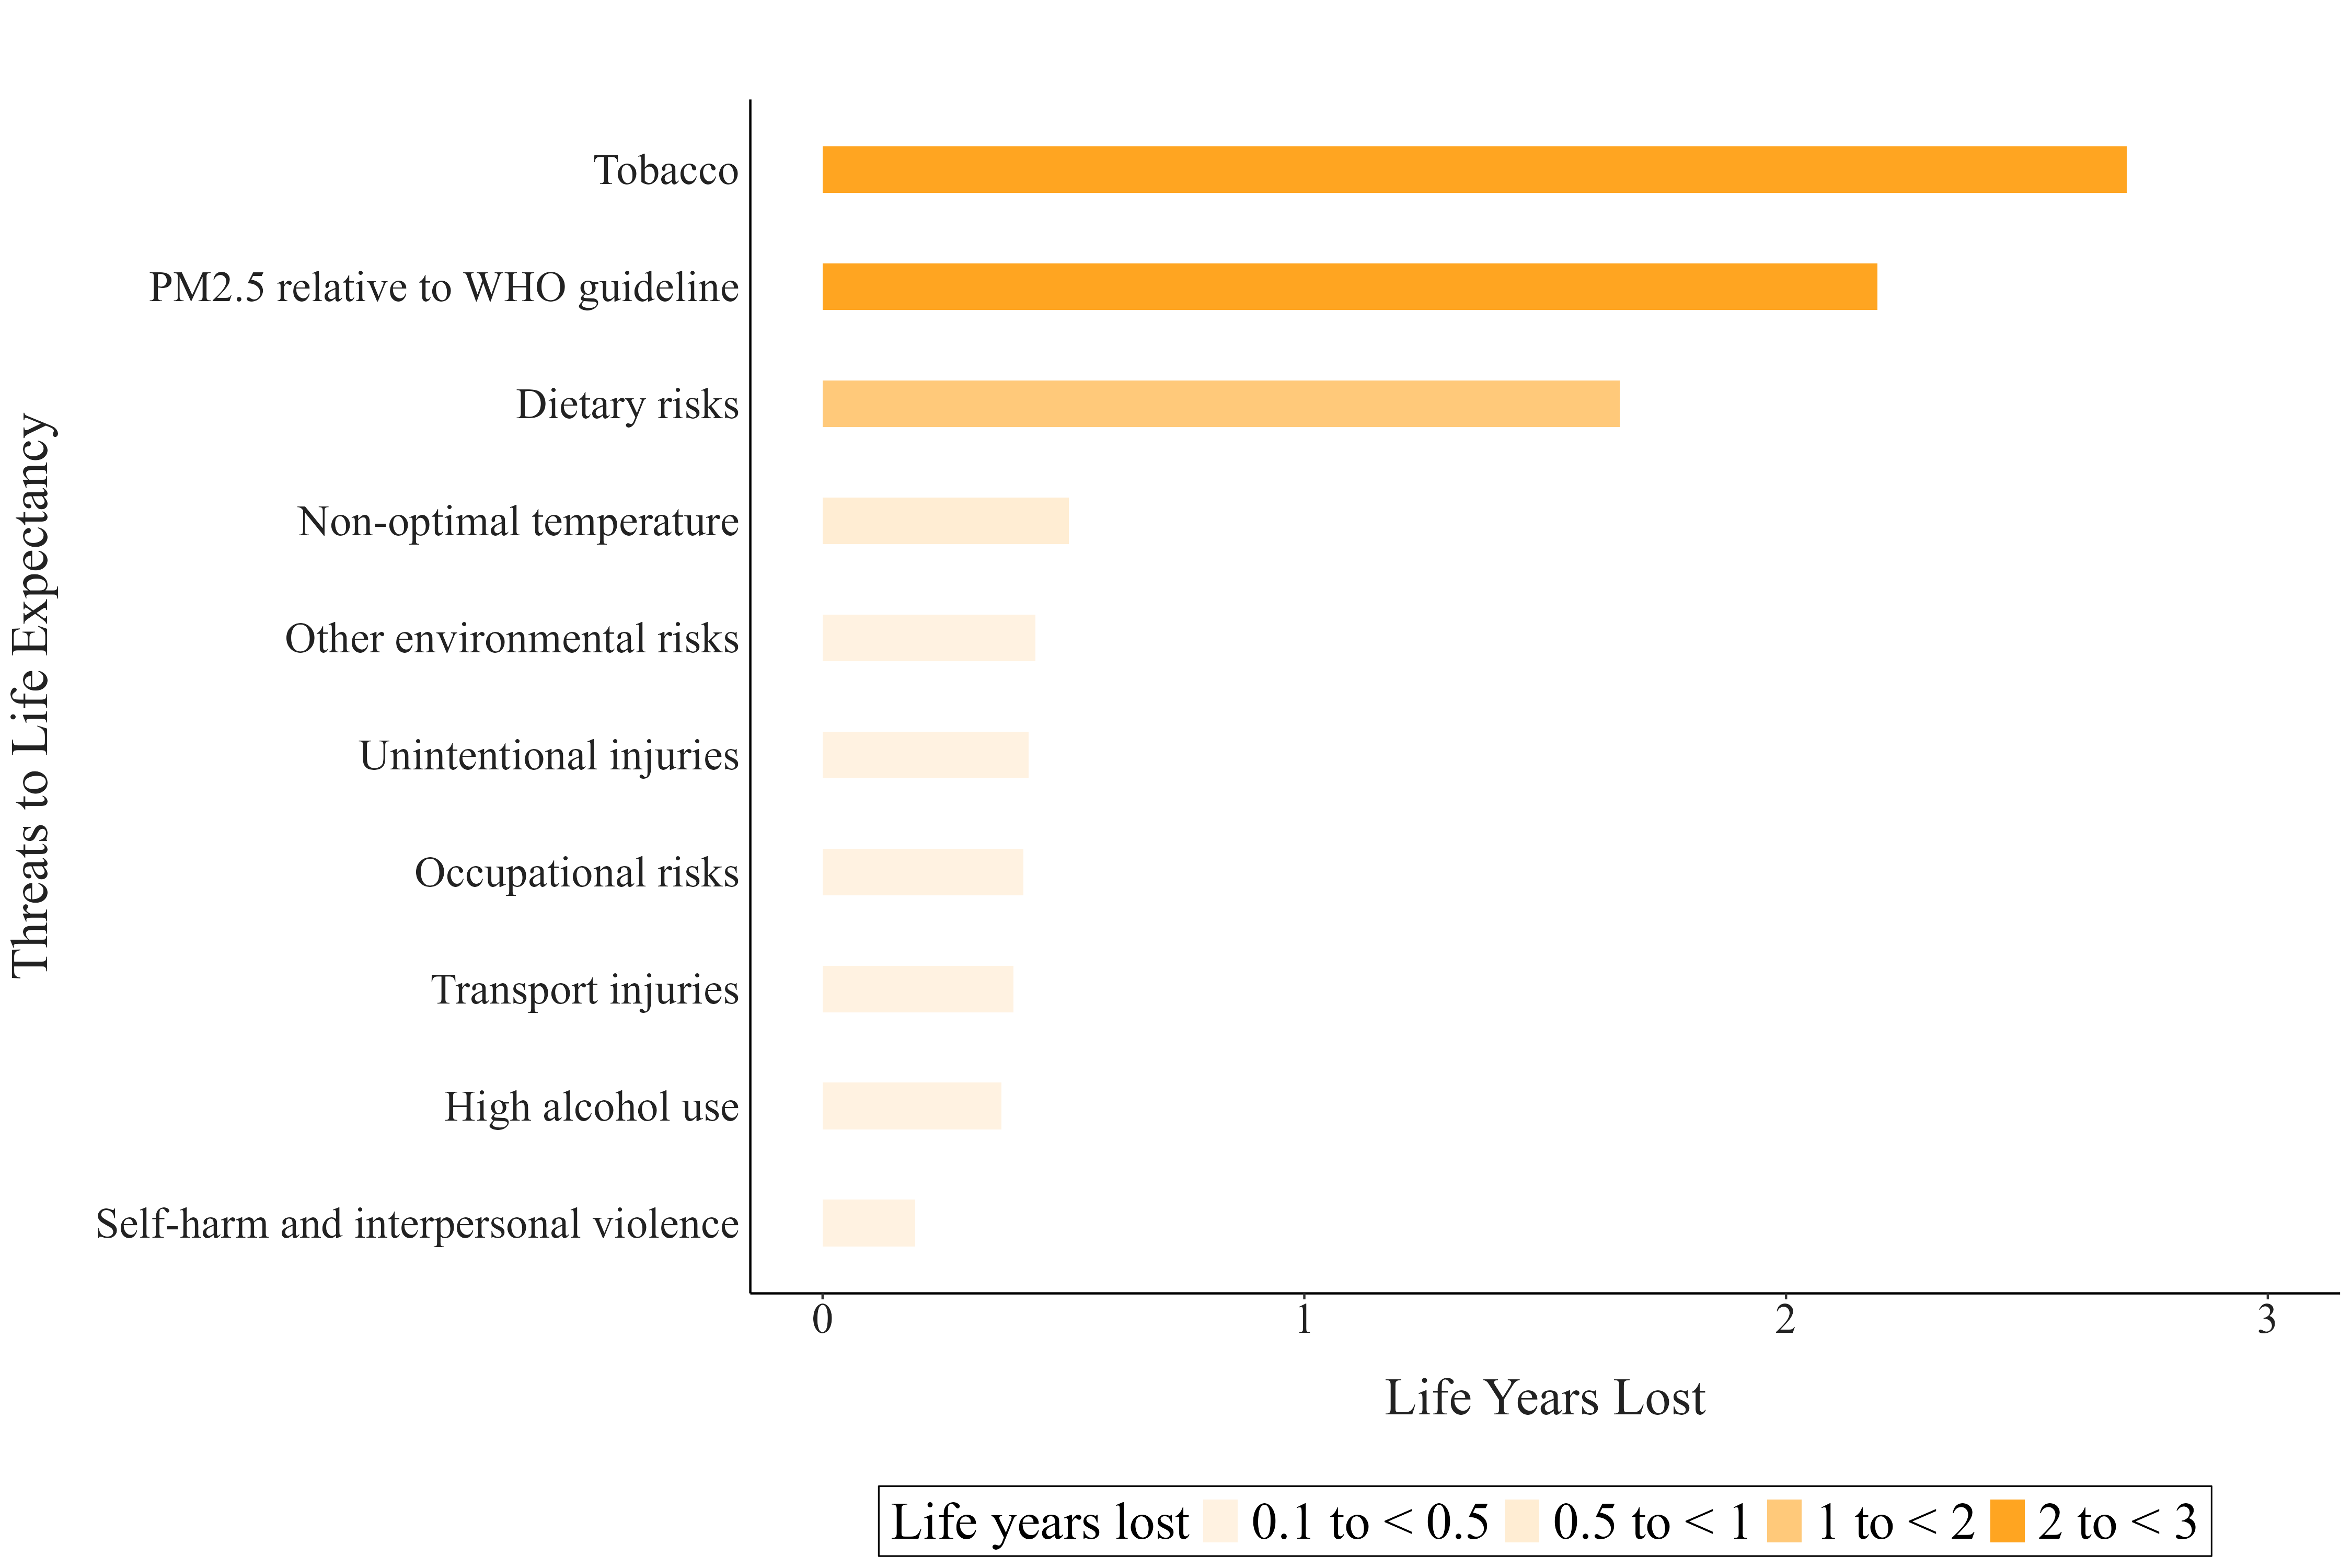 Threats to Life Expectancy
Tobacco
PM2.5 relative to WHO guideline
Dietary risks
Non-optimal temperature
Other environmental risks
Unintentional injuries
Occupational risks
Transport injuries
High alcohol use
Self-harm and interpersonal violence
0 1 2 3
Life Years Lost
Life years lost 0.1 to < 0.5 0.5 to < 1 1 to < 2 2 to < 3